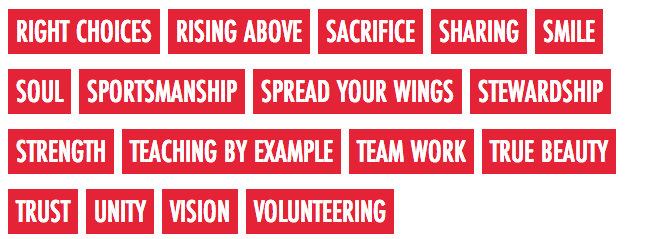 RIGHT CHOICES RISING ABOVE SACRIFICE SHARING SMILE
SOUL SPORTSMANSHIP SPREAD YOUR WINGS STEWARDSHIP
STRENGTH TEACHING BY EXAMPLE TEAM WORK TRUE BEAUTY
TRUST UNITY VISION VOLUNTEERING